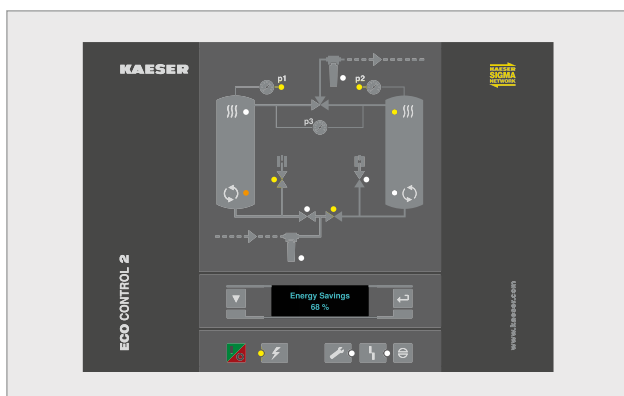 KAESER
p1
p2
KAESER
SIGMA
NETWORK
p3
ECO CONTROL 2
Energy Savings
68 %
www.kaeser.com